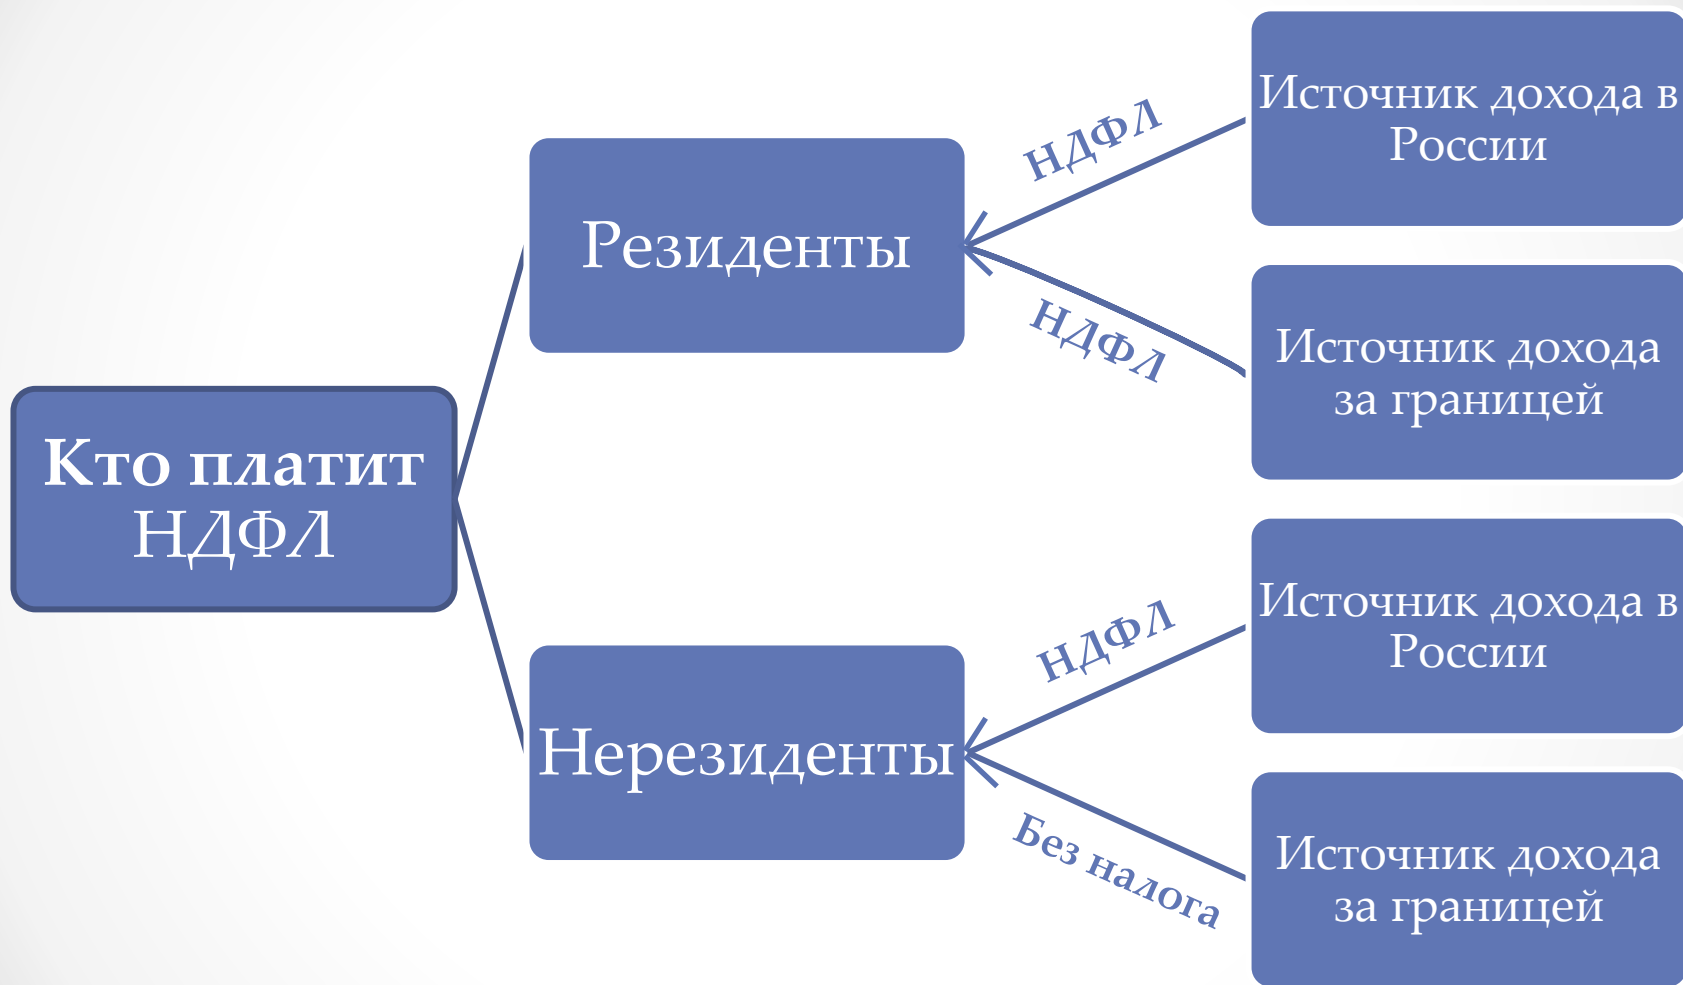 Кто платит
НДФЛ
Резиденты
НДФЛ
Источник дохода в
России
НДФЛ
Источник дохода
за границей
Нерезиденты
НДФЛ
Источник дохода в
России
Без налога
Источник дохода
за границей